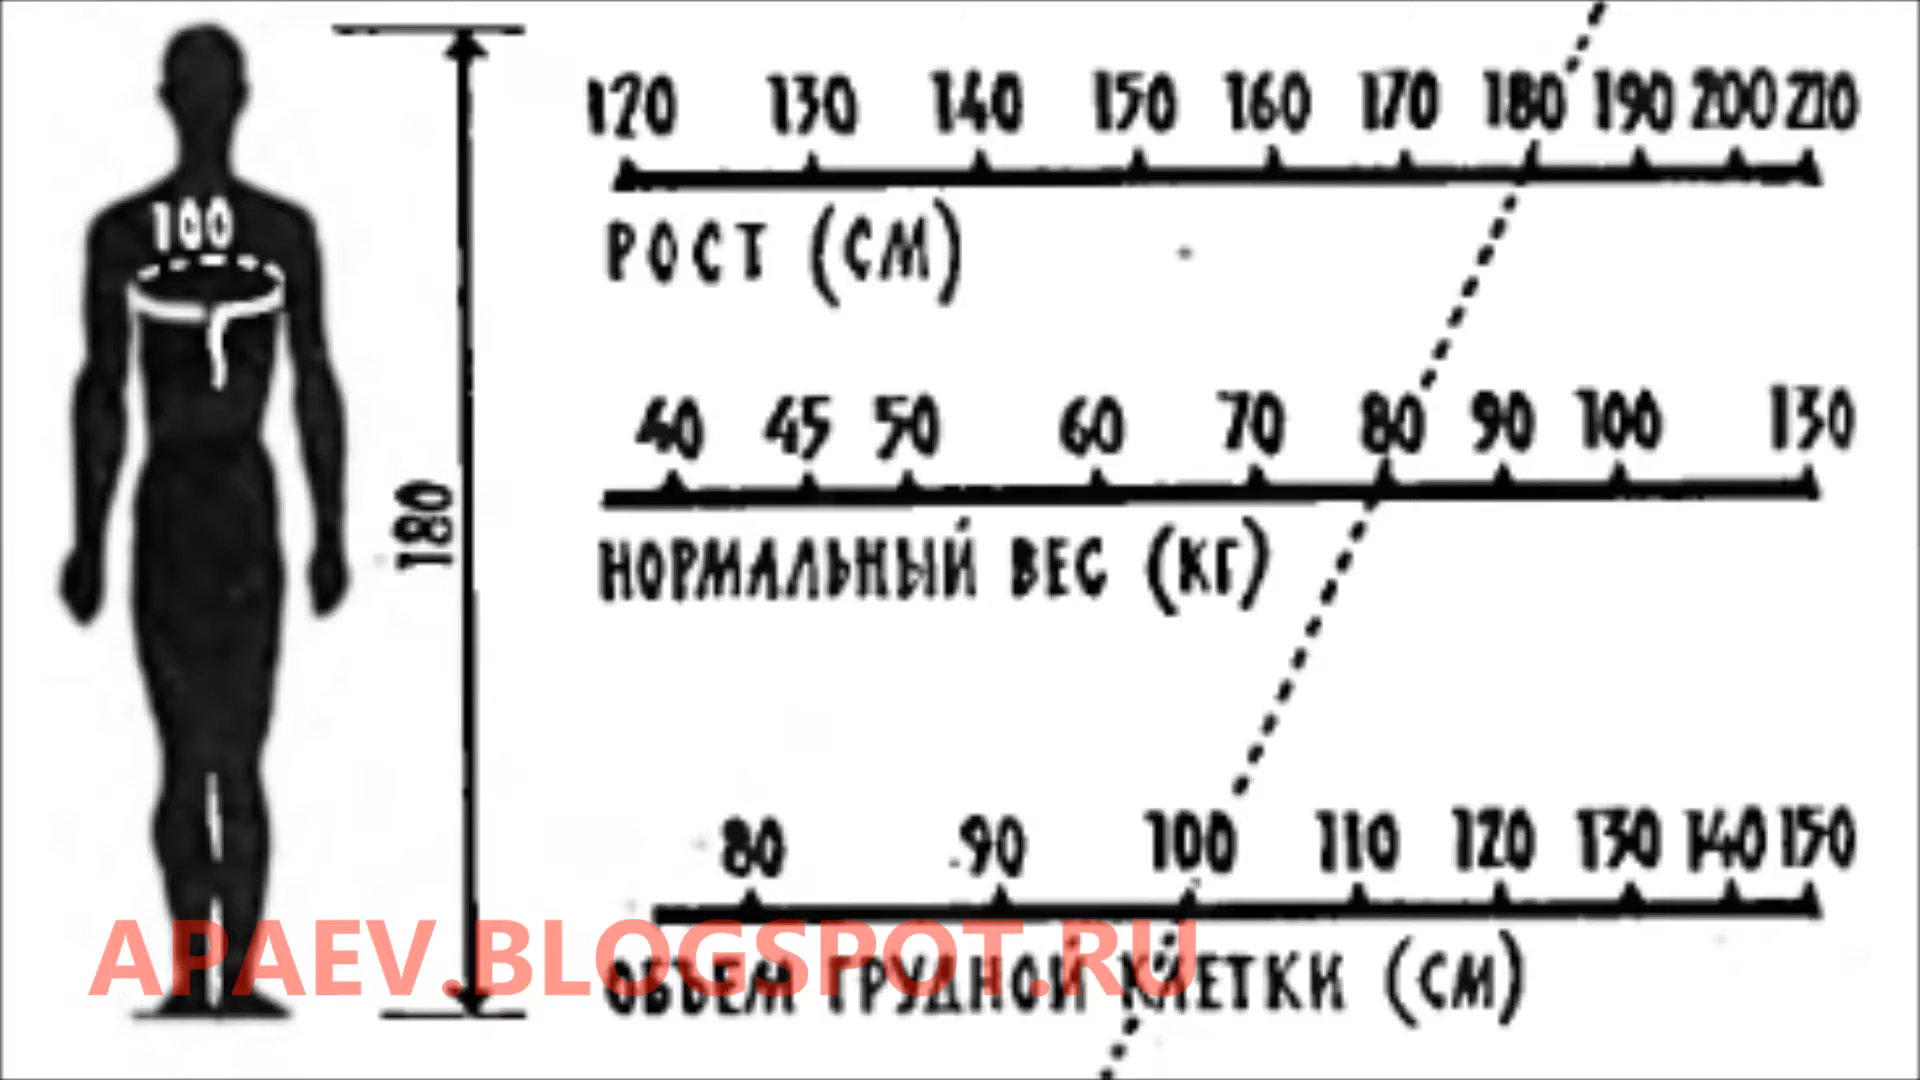 100
180
120 130 140 150 160 170 180 190 200 210
РОСТ (СМ)
40 45 50 60 70 80 90 100 130
НОРМАЛЬНЫЙ ВЕС (КГ)
80 90 100 110 120 130 140 150
ОБЪЕМ ГРУДНОЙ КЛЕТКИ (СМ)
APAEV.BLOGSPOT.RU